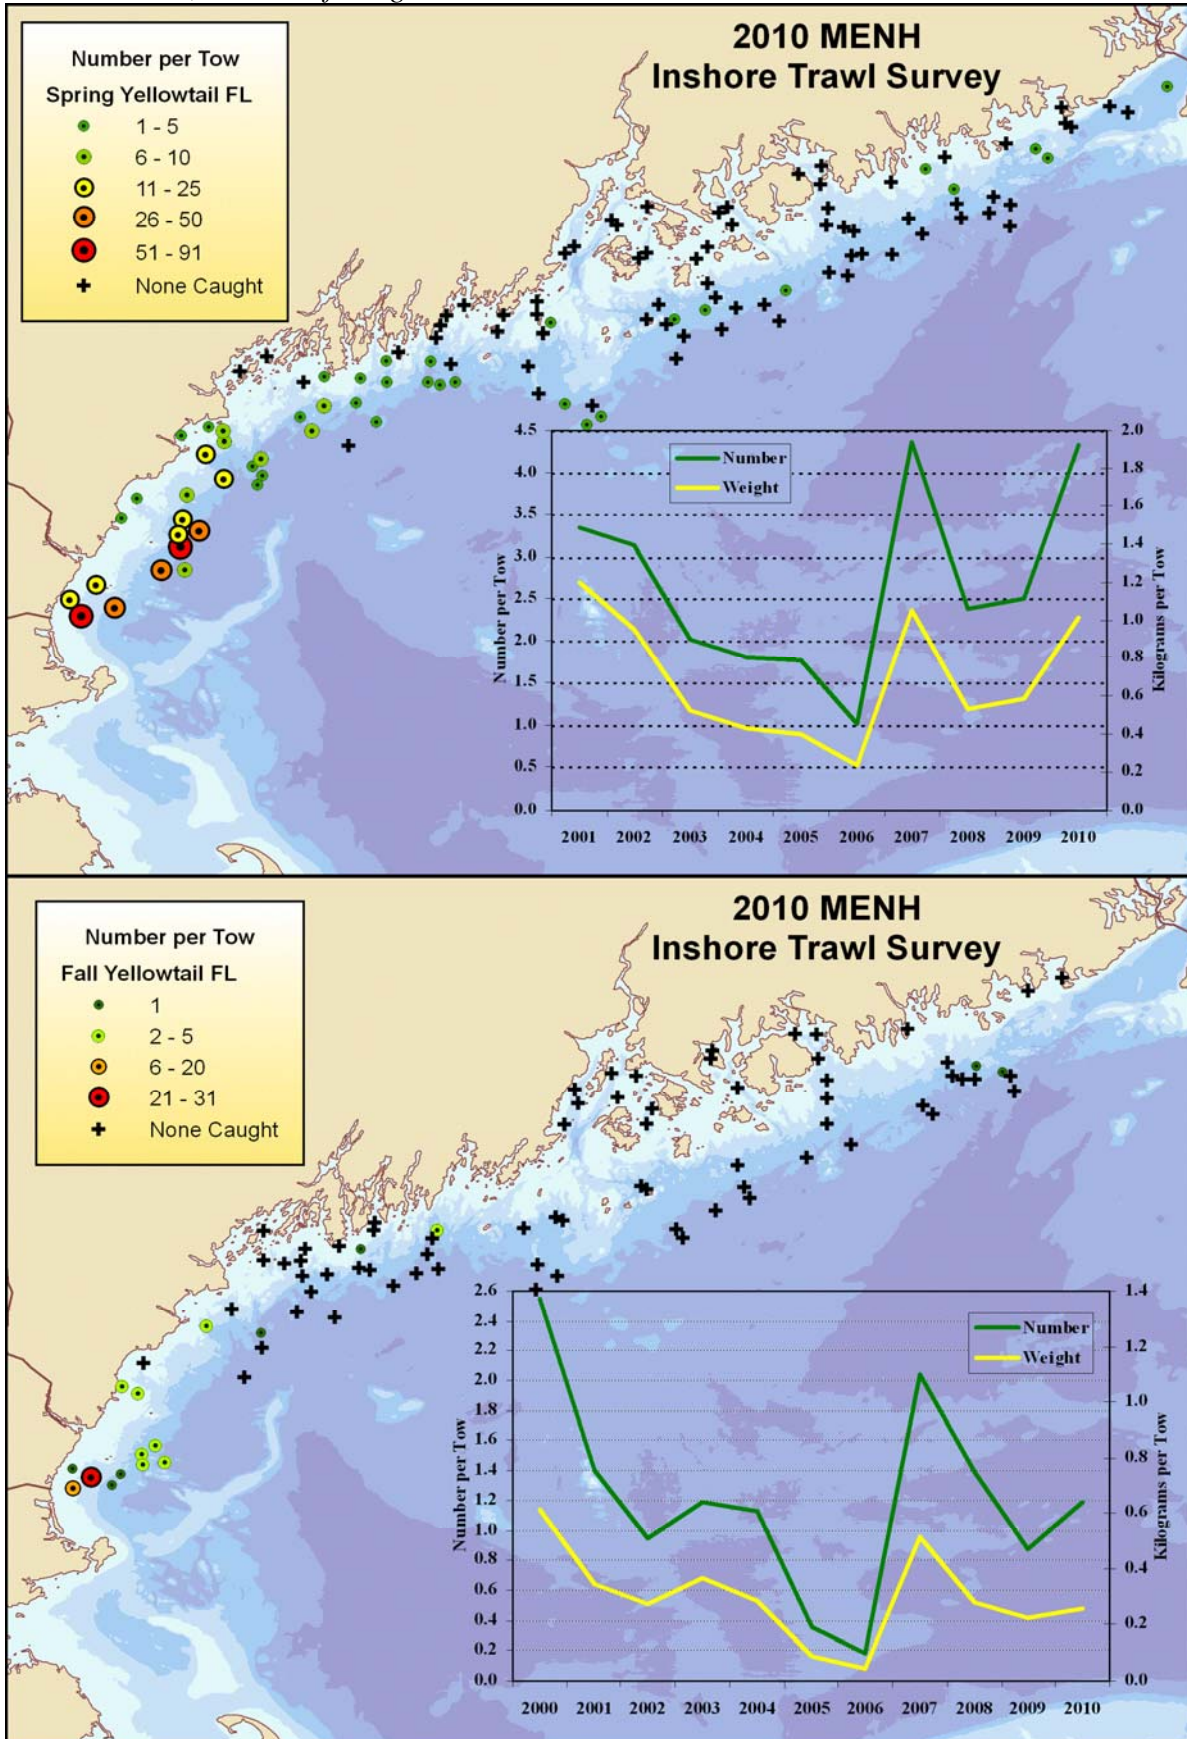 2010 MENH
Inshore Trawl Survey
Number per Tow
Spring Yellowtail FL
1 - 5
6 - 10
11 - 25
26 - 50
51 - 91
None Caught
Number
Weight
Number per Tow
4.5
4.0
3.5
3.0
2.5
2.0
1.5
1.0
0.5
0.0
2.0
1.8
1.6
1.4
1.2
1.0
0.8
0.6
0.4
0.2
0.0
Kilograms per Tow
2001 2002 2003 2004 2005 2006 2007 2008 2009 2010
2010 MENH
Inshore Trawl Survey
Number per Tow
Fall Yellowtail FL
1
2 - 5
6 - 20
21 - 31
None Caught
Number
Weight
Number per Tow
2.6
2.4
2.2
2.0
1.8
1.6
1.4
1.2
1.0
0.8
0.6
0.4
0.2
0.0
1.4
1.2
1.0
0.8
0.6
0.4
0.2
0.0
Kilograms per Tow
2000 2001 2002 2003 2004 2005 2006 2007 2008 2009 2010